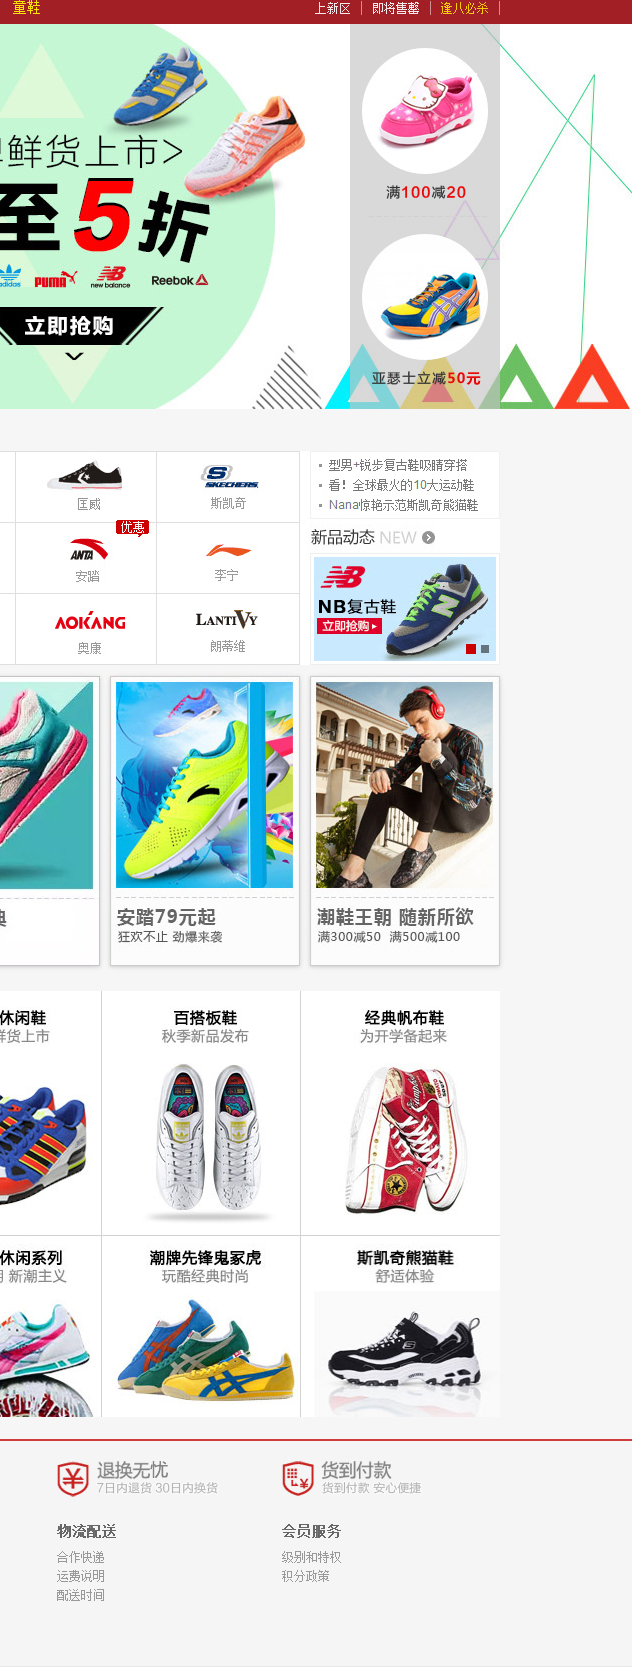 童鞋
上新区 | 即将售罄 | 逢八必杀 |
鲜货上市>
至5折
adidas PUMA new balance Reebok
立即抢购
满100减20
亚瑟士立减50元
匡威
S SKECHERS
斯凯奇
优惠
ANTA
安踏
李宁
AOKANG
奥康
LANTIVY
朗蒂维
型男+锐步复古鞋吸睛穿搭
看！全球最火的10大运动鞋
Nana惊艳示范斯凯奇熊猫鞋
新品动态 NEW
NB
NB复古鞋
立即抢购
安踏79元起
狂欢不止 劲爆来袭
潮鞋王朝 随新所欲
满300减50 满500减100
休闲鞋
鲜货上市
百搭板鞋
秋季新品发布
经典帆布鞋
为开学备起来
休闲系列
新潮主义
潮牌先锋鬼冢虎
玩酷经典时尚
斯凯奇熊猫鞋
舒适体验
退换无忧
7日内退货 30日内换货
货到付款
货到付款 安心便捷
物流配送
合作快递
运费说明
配送时间
会员服务
级别和特权
积分政策